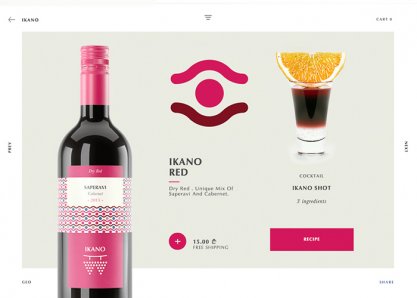 IKANO
CART 0
PREV
NEXT
Dry Red
SAPERAVI
Cabernet
2013
IKANO
IKANO
RED
Dry Red . Unique Mix Of
Saperavi And Cabernet.
15.00 ₾
FREE SHIPPING
COCKTAIL
IKANO SHOT
3 ingredients
RECIPE
GEO
SHARE